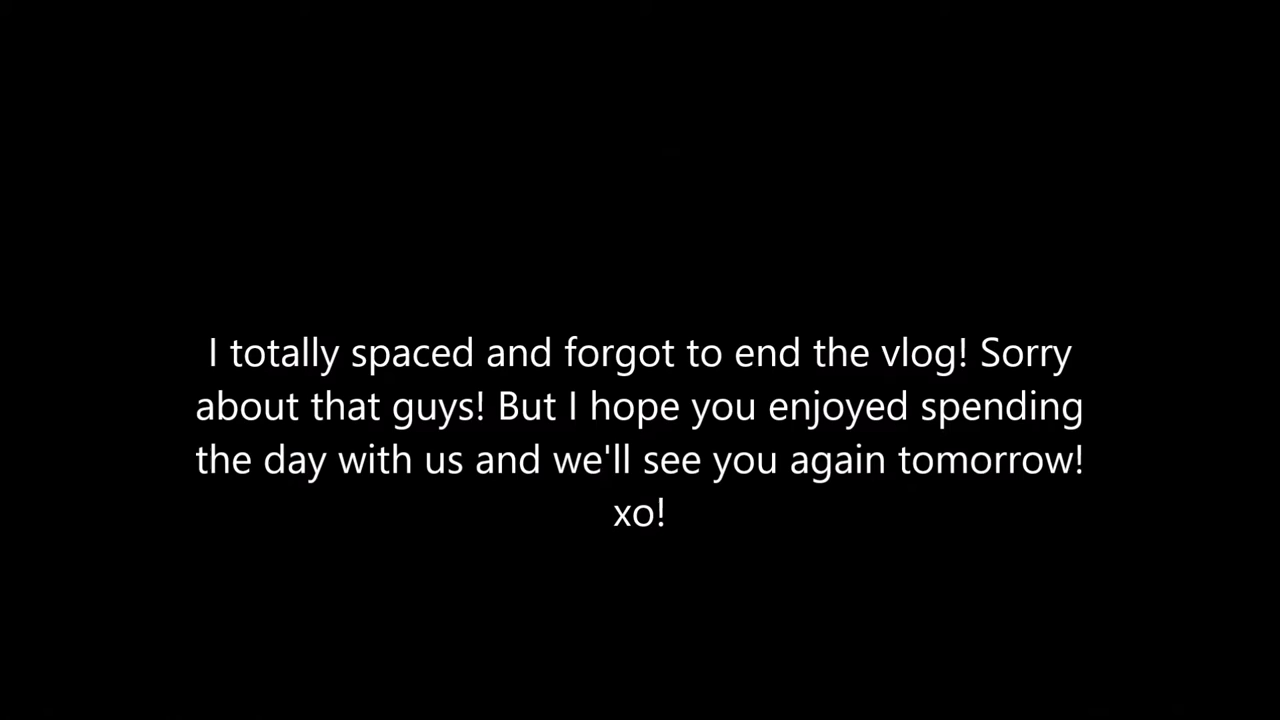 I totally spaced and forgot to end the vlog! Sorry
about that guys! But I hope you enjoyed spending
the day with us and we'll see you again tomorrow!
xo!